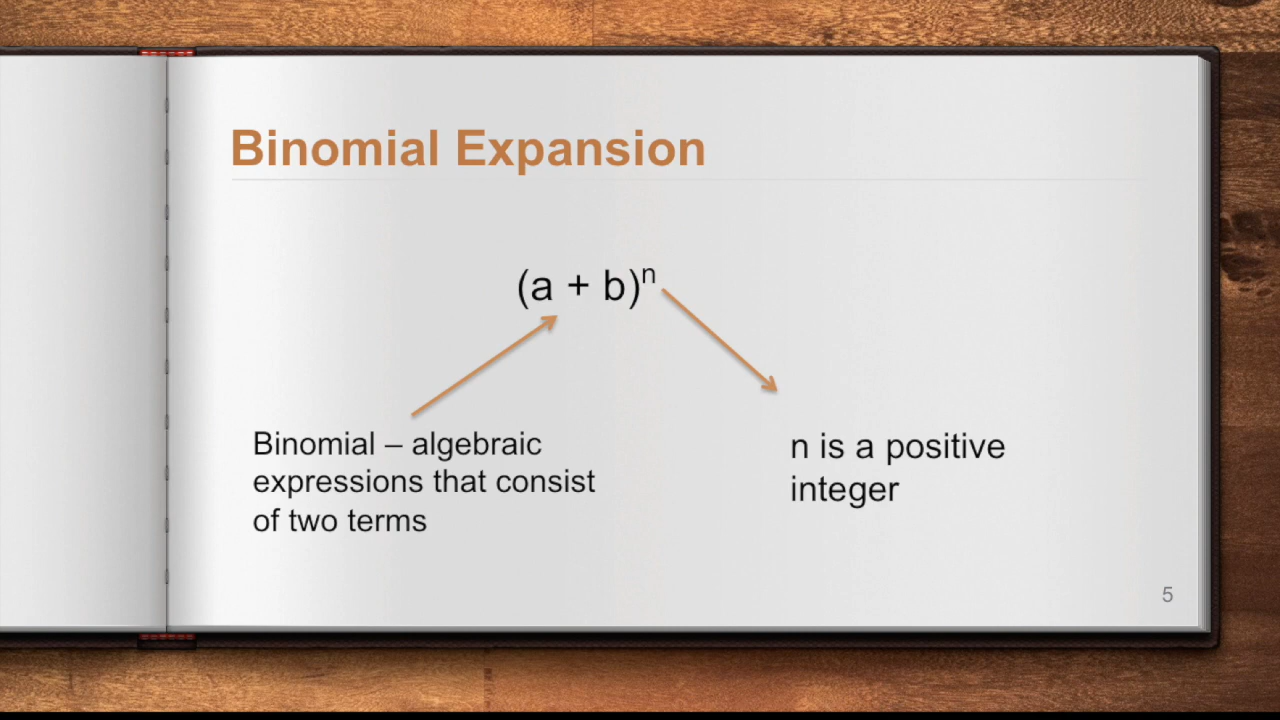 Binomial Expansion
(a + b)ⁿ
Binomial – algebraic
expressions that consist
of two terms
n is a positive
integer
5